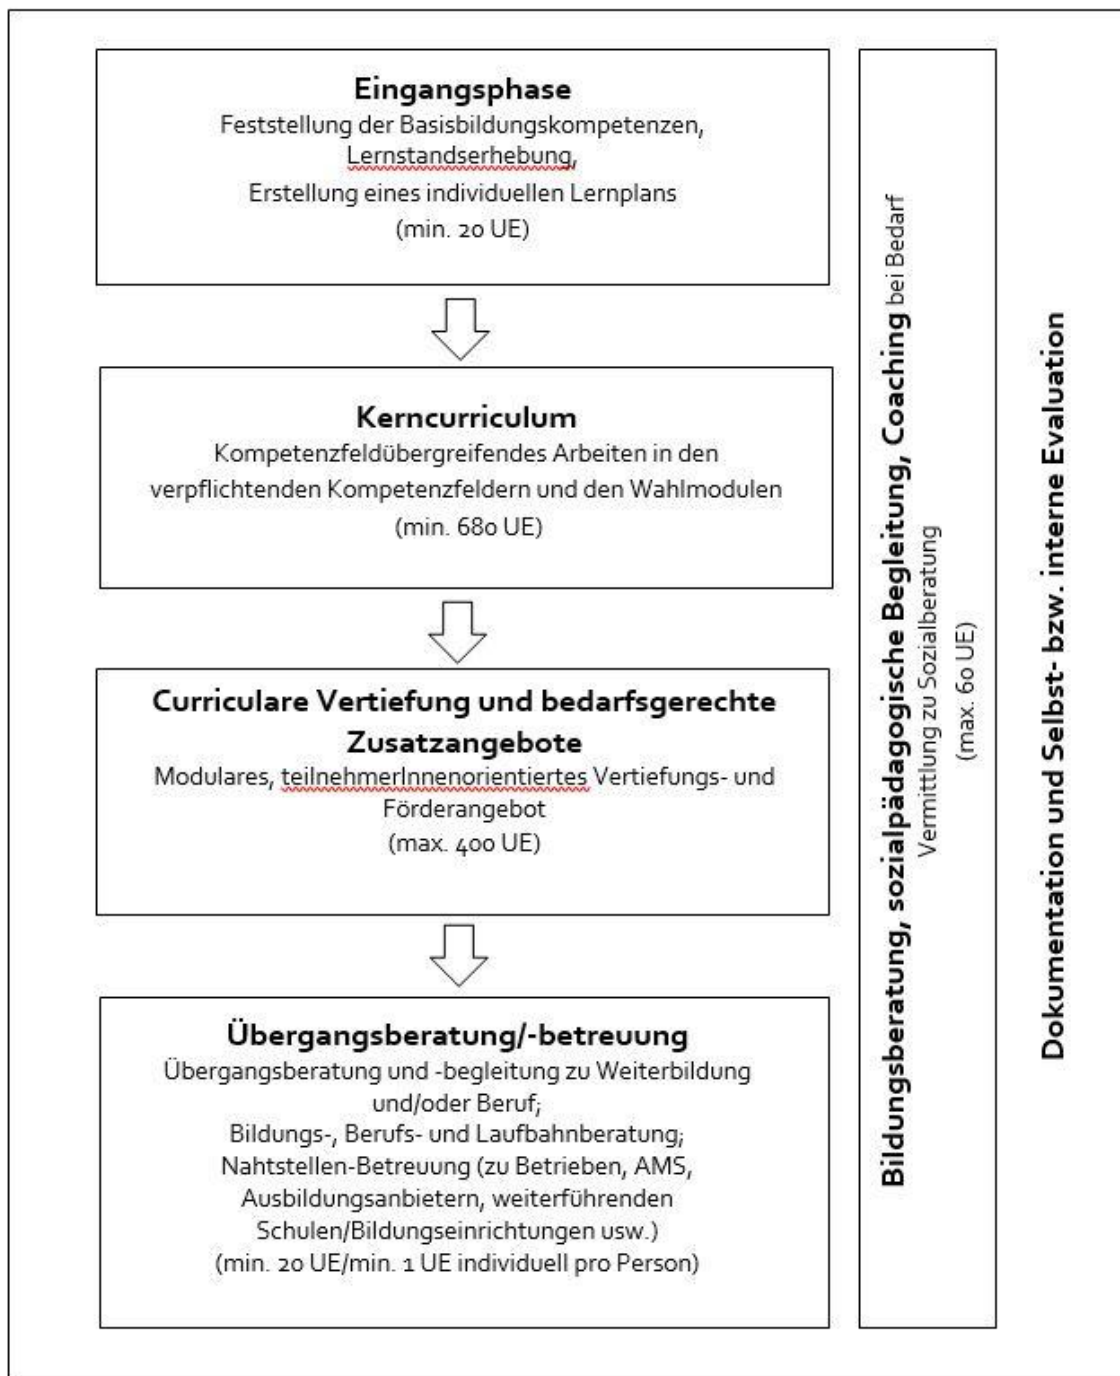 Eingangsphase
Feststellung der Basisbildungskompetenzen,
Lernstandserhebung,
Erstellung eines individuellen Lernplans
(min. 20 UE)
Kerncurriculum
Kompetenzfeldübergreifendes Arbeiten in den
verpflichtenden Kompetenzfeldern und den Wahlmodulen
(min. 680 UE)
Curriculare Vertiefung und bedarfsgerechte
Zusatzangebote
Modulares, teilnehmerInnenorientiertes Vertiefungs- und
Förderangebot
(max. 400 UE)
Übergangsberatung/-betreuung
Übergangsberatung und -begleitung zu Weiterbildung
und/oder Beruf;
Bildungs-, Berufs- und Laufbahnberatung;
Nahtstellen-Betreuung (zu Betrieben, AMS,
Ausbildungsanbietern, weiterführenden
Schulen/Bildungseinrichtungen usw.)
(min. 20 UE/min. 1 UE individuell pro Person)
Bildungsberatung, sozialpädagogische Begleitung, Coaching bei Bedarf
Vermittlung zu Sozialberatung
(max. 60 UE)
Dokumentation und Selbst- bzw. interne Evaluation